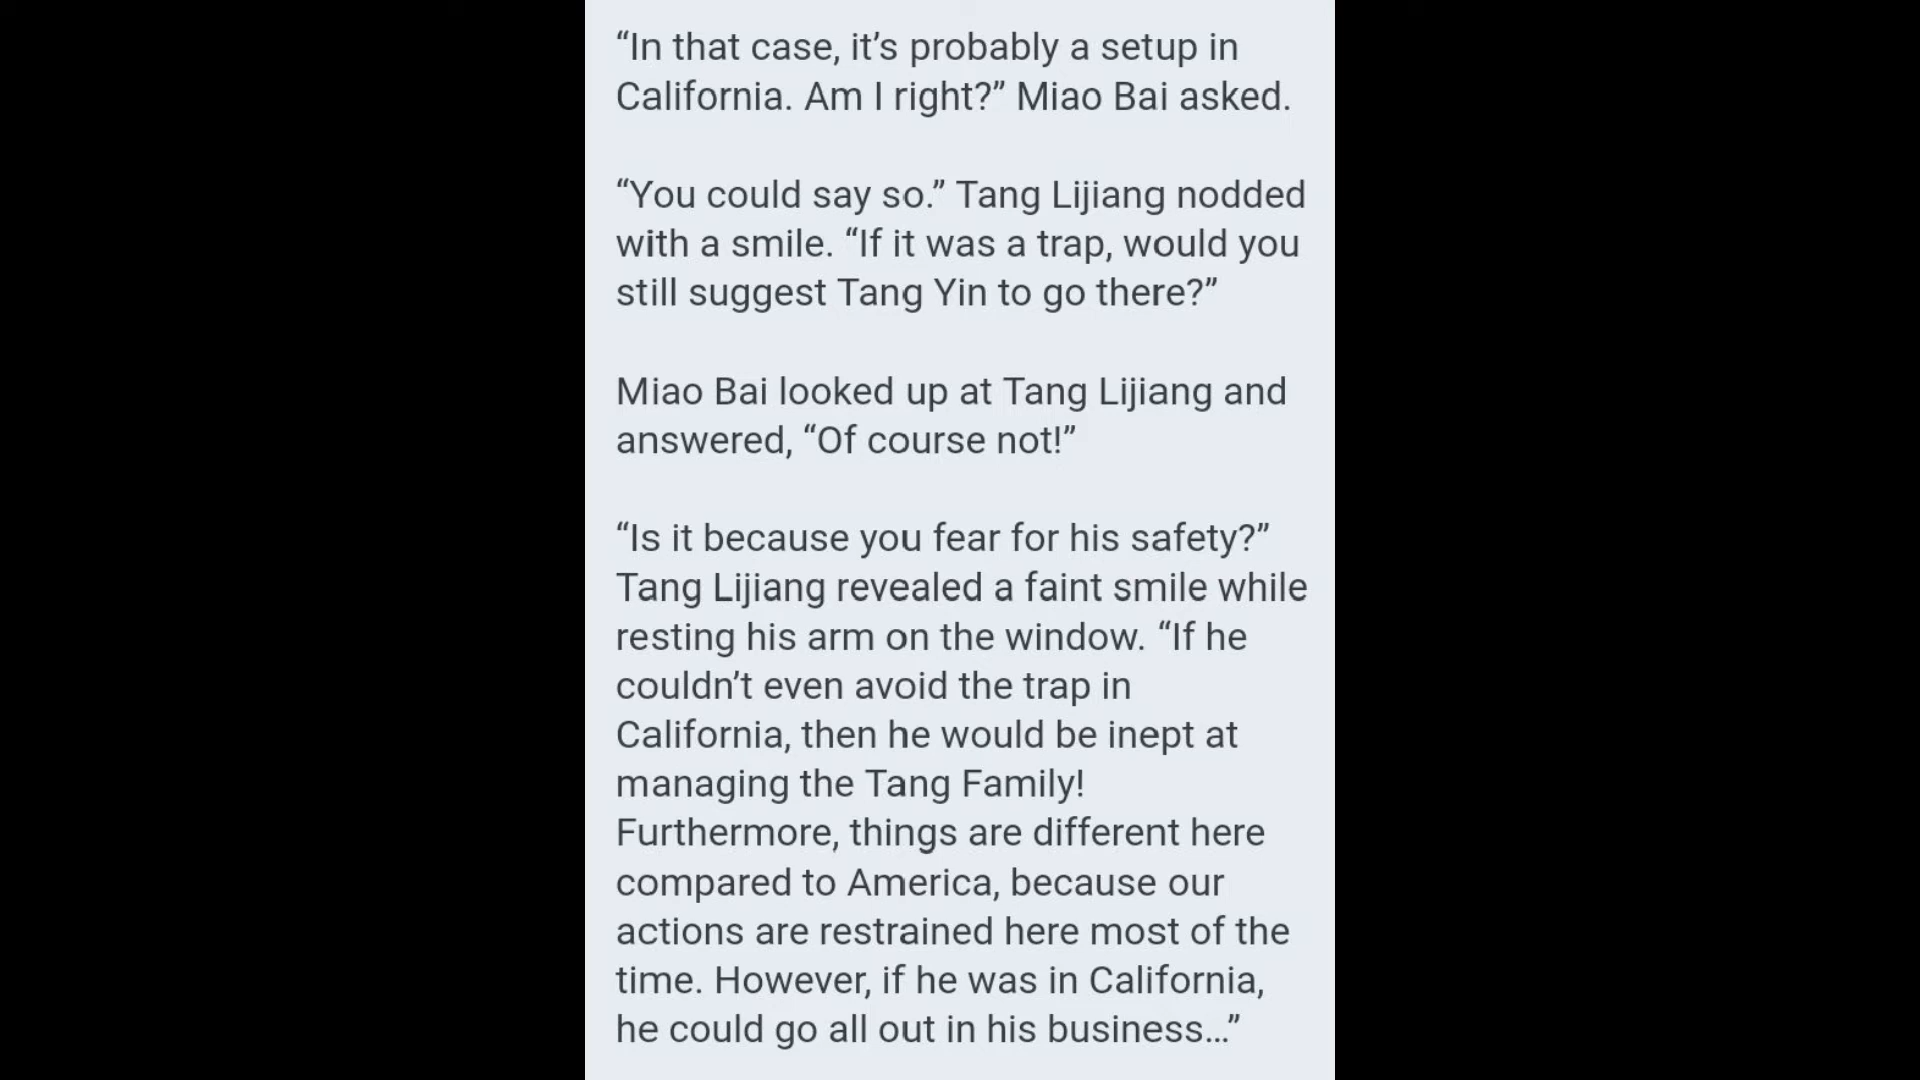 “In that case, it’s probably a setup in
California. Am I right?” Miao Bai asked.
“You could say so.” Tang Lijiang nodded
with a smile. “If it was a trap, would you
still suggest Tang Yin to go there?”
Miao Bai looked up at Tang Lijiang and
answered, “Of course not!”
“Is it because you fear for his safety?”
Tang Lijiang revealed a faint smile while
resting his arm on the window. “If he
couldn’t even avoid the trap in
California, then he would be inept at
managing the Tang Family!
Furthermore, things are different here
compared to America, because our
actions are restrained here most of the
time. However, if he was in California,
he could go all out in his business…”